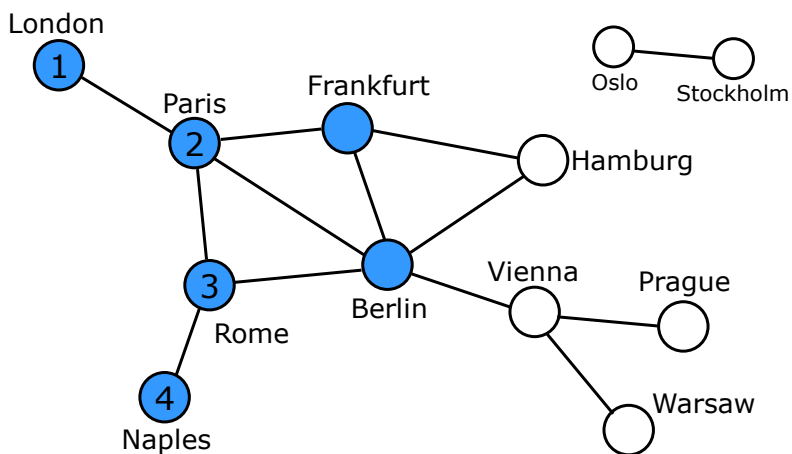 London
1
Paris
2
Frankfurt
Oslo
Stockholm
Hamburg
3
Rome
Berlin
Vienna
Prague
4
Naples
Warsaw